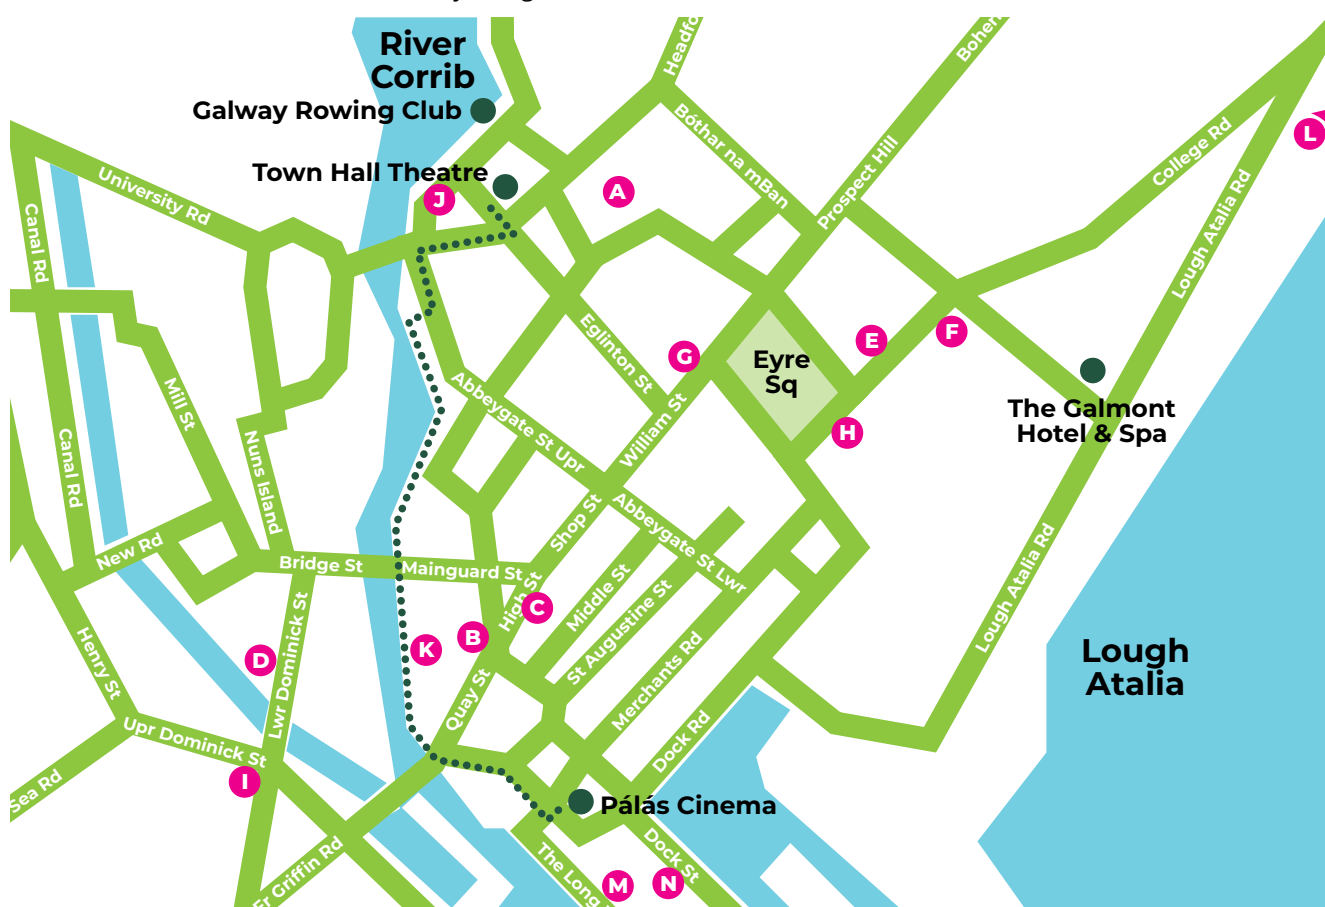 River
Corrib
Galway Rowing Club
Town Hall Theatre
J
A
L
University Rd
Canal Rd
Bóthar na mBan
Prospect Hill
College Rd
Lough Atalia Rd
Eglinton St
G
Eyre
Sq
E
F
H
The Galmont
Hotel & Spa
Mill St
Canal Rd
Nuns Island
Abbeygate St Upr
William St
Shop St
Abbeygate St Lwr
New Rd
Bridge St
Mainguard St
High St
C
B
K
D
Middle St
St Augustine St
Merchants Rd
Lough Atalia Rd
Lough
Atalia
Henry St
Lwr Dominick St
Quay St
Dock Rd
Upr Dominick St
I
Sea Rd
Pálás Cinema
Fr Griffin Rd
The Long
Dock St
M
N